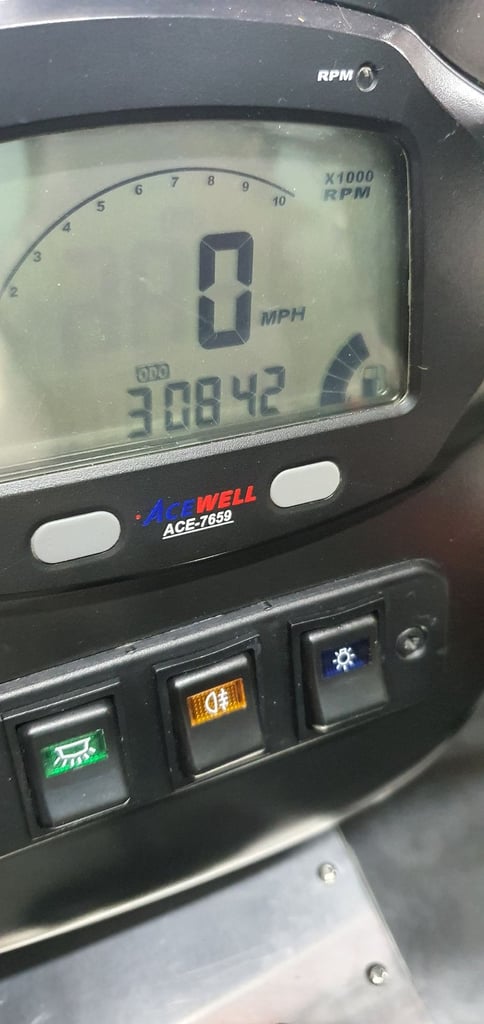 RPM
X1000
RPM
2 3 4 5 6 7 8 9 10
0 MPH
ODO
30842
ACEWELL
ACE-7659